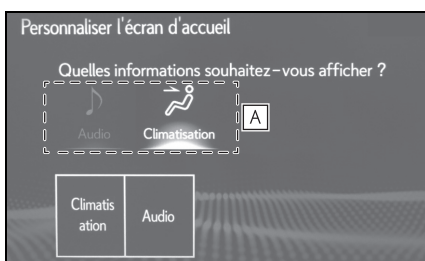 Personnaliser l'écran d'accueil
Quelles informations souhaitez-vous afficher ?
Audio
Climatisation
A
Climatis
ation
Audio